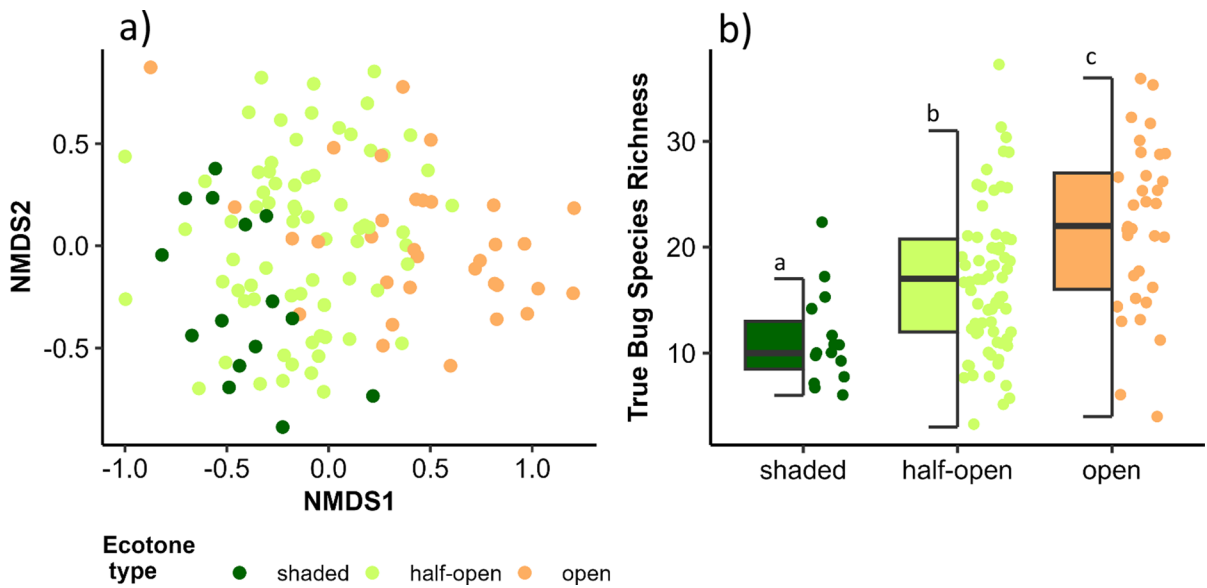 a)
NMDS2
0.5
0.0
-0.5
-1.0 -0.5 0.0 0.5 1.0
NMDS1
Ecotone
type
shaded half-open open
b)
True Bug Species Richness
30
20
10
a
b
c
shaded half-open open